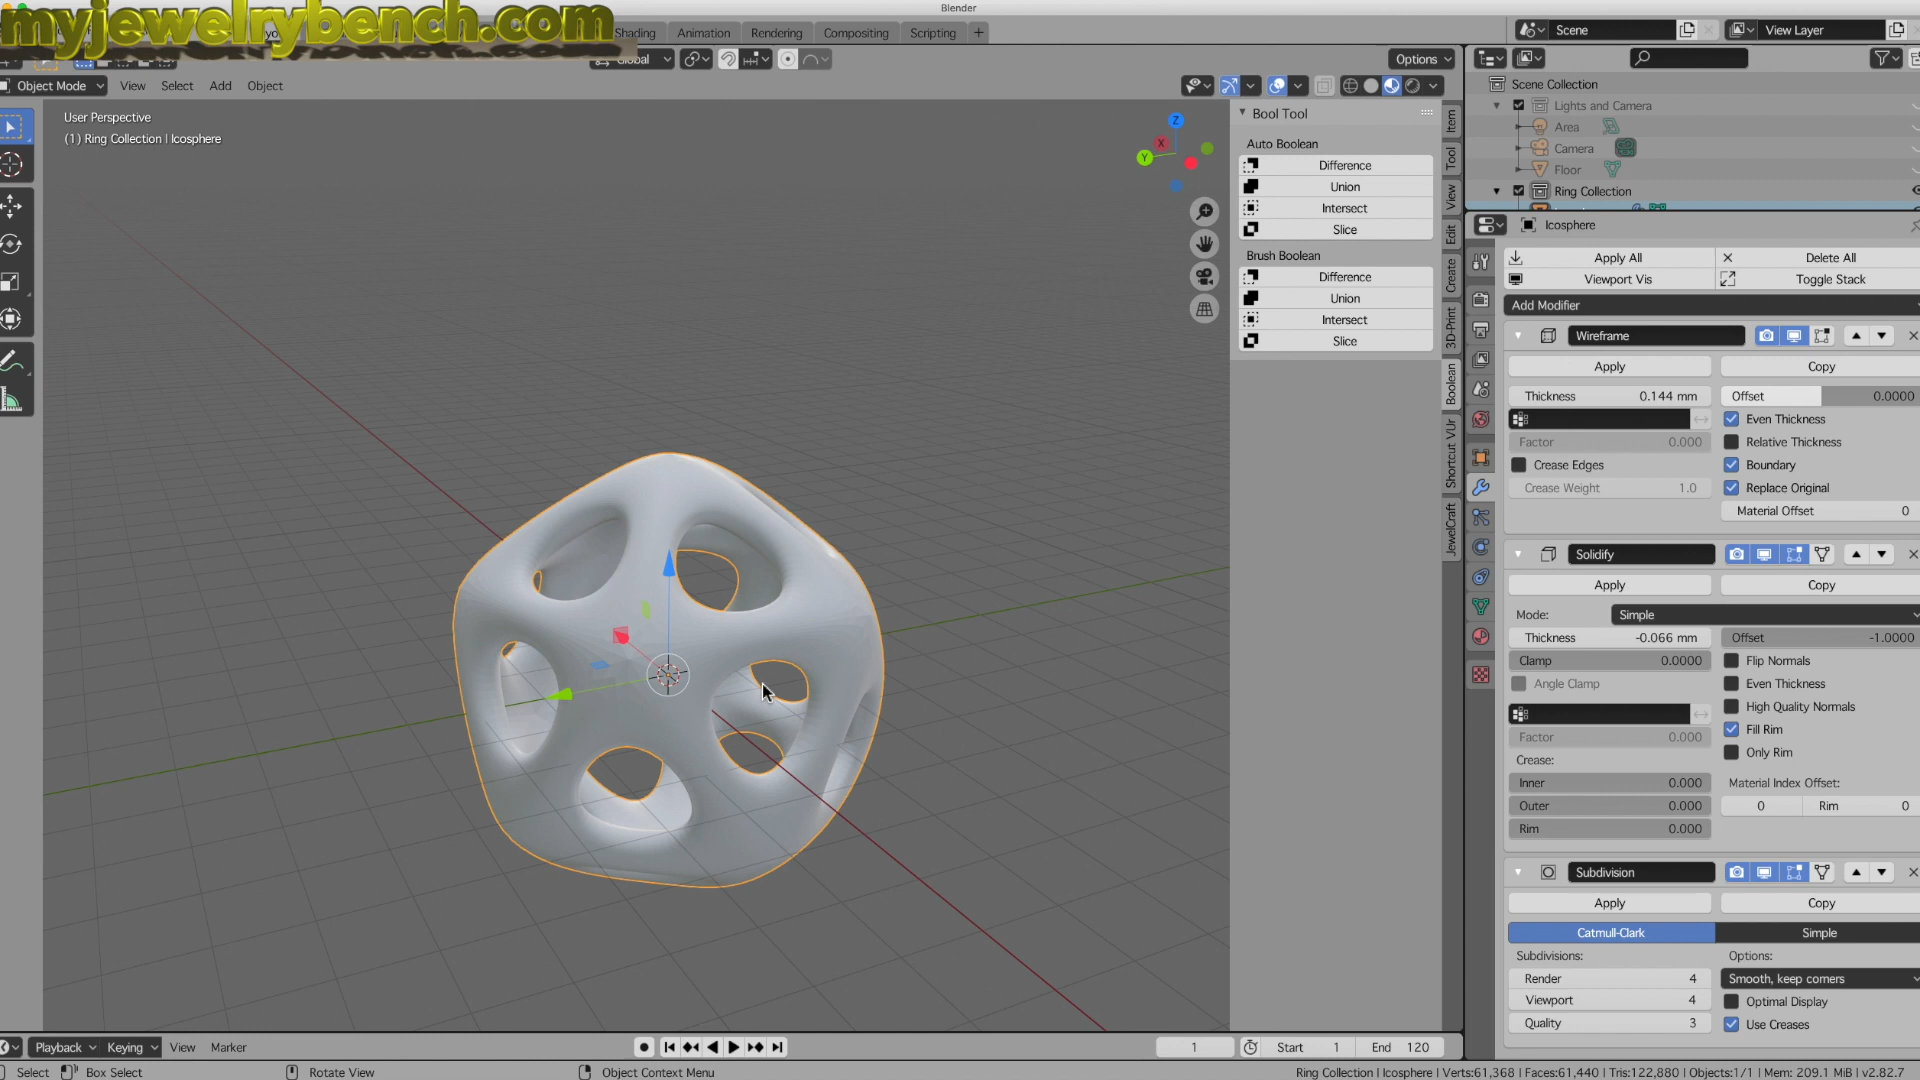 Blender
myjewelrybench.com
Shading
Animation
Rendering
Compositing
Scripting
+
Scene
View Layer
Global
Options
Object Mode
View
Select
Add
Object
User Perspective
(1) Ring Collection | Icosphere
Z
X
Y
Bool Tool
Auto Boolean
Difference
Union
Intersect
Slice
Brush Boolean
Difference
Union
Intersect
Slice
Item
Tool
View
Edit
Create
3D-Print
Boolean
Shortcut VUr
JewelCraft
Scene Collection
Lights and Camera
Area
Camera
Floor
Ring Collection
Icosphere
Apply All
Delete All
Viewport Vis
Toggle Stack
Add Modifier
Wireframe
Apply
Copy
Thickness 0.144 mm
Offset 0.0000
Even Thickness
Factor 0.000
Relative Thickness
Crease Edges
Boundary
Crease Weight 1.0
Replace Original
Material Offset 0
Solidify
Apply
Copy
Mode: Simple
Thickness -0.066 mm
Offset -1.0000
Clamp 0.0000
Flip Normals
Angle Clamp
Even Thickness
High Quality Normals
Factor 0.000
Fill Rim
Crease:
Only Rim
Inner 0.000
Material Index Offset:
Outer 0.000
0
Rim 0
Rim 0.000
Subdivision
Apply
Copy
Catmull-Clark
Simple
Subdivisions:
Options:
Render 4
Smooth, keep corners
Viewport 4
Optimal Display
Quality 3
Use Creases
Playback
Keying
View
Marker
1
Start 1
End 120
Select
Box Select
Rotate View
Object Context Menu
Ring Collection | Icosphere | Verts:61,368 | Faces:61,440 | Tris:122,880 | Objects:1/1 | Mem: 209.1 MiB | v2.82.7